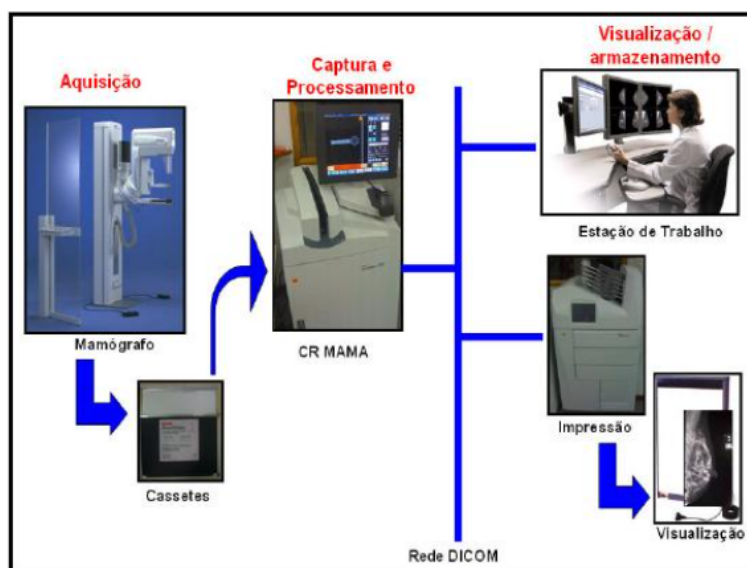 Aquisição
Mamógrafo
Cassetes
Captura e
Processamento
CR MAMA
Rede DICOM
Visualização /
armazenamento
Estação de Trabalho
Impressão
Visualização